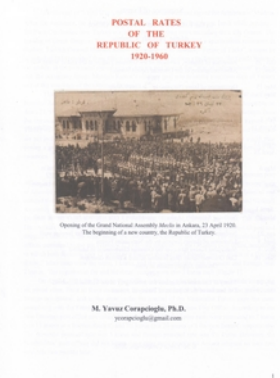 POSTAL RATES
OF THE
REPUBLIC OF TURKEY
1920-1960
Opening of the Grand National Assembly Meclis in Ankara, 23 April 1920.
The beginning of a new country, the Republic of Turkey.
M. Yavuz Corapcioglu, Ph.D.
ycorapcioglu@gmail.com